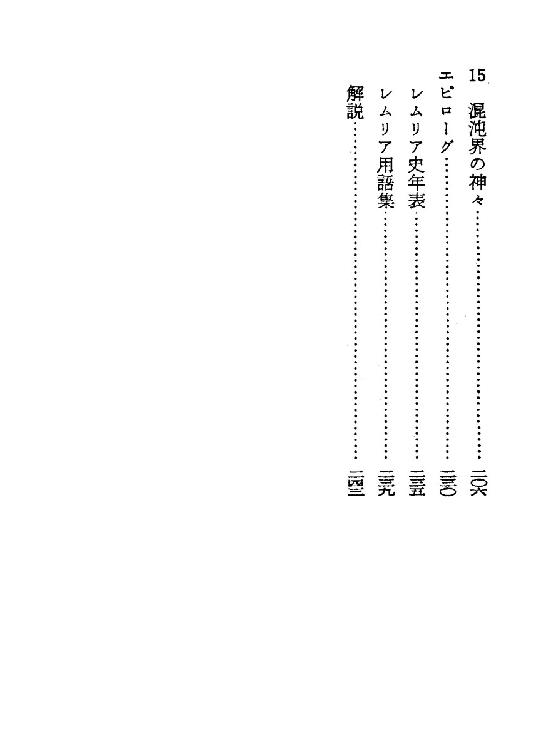 15 混沌界の神々……………………………二〇六
エピローグ……………………………二三〇
レムリア史年表……………………………二三五
レムリア用語集……………………………二三九
解説……………………………二四三